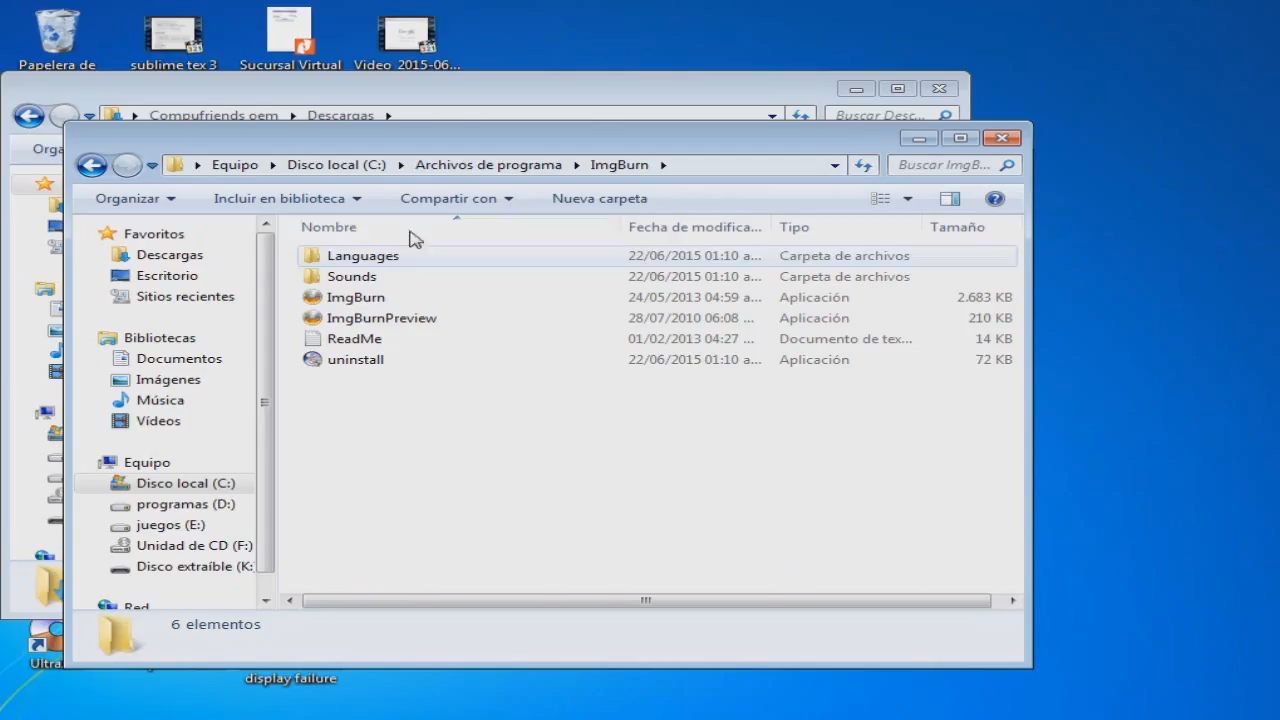 Papelera de
sublime tex 3
Sucursal Virtual
Video_2015-06...
Compufriends oem
Descargas
Buscar Desc...
Orga
Equipo
Disco local (C:)
Archivos de programa
ImgBurn
Buscar ImgB...
Organizar
Incluir en biblioteca
Compartir con
Nueva carpeta
Nombre
Fecha de modifica...
Tipo
Tamaño
Favoritos
Descargas
Escritorio
Sitios recientes
Bibliotecas
Documentos
Imágenes
Música
Vídeos
Equipo
Disco local (C:)
programas (D:)
juegos (E:)
Unidad de CD (F:)
Disco extraíble (K:
Red
Languages 22/06/2015 01:10 a... Carpeta de archivos
Sounds 22/06/2015 01:10 a... Carpeta de archivos
ImgBurn 24/05/2013 04:59 a... Aplicación 2.683 KB
ImgBurnPreview 28/07/2010 06:08 ... Aplicación 210 KB
ReadMe 01/02/2013 04:27 ... Documento de tex... 14 KB
uninstall 22/06/2015 01:10 a... Aplicación 72 KB
6 elementos
Ultra
display failure